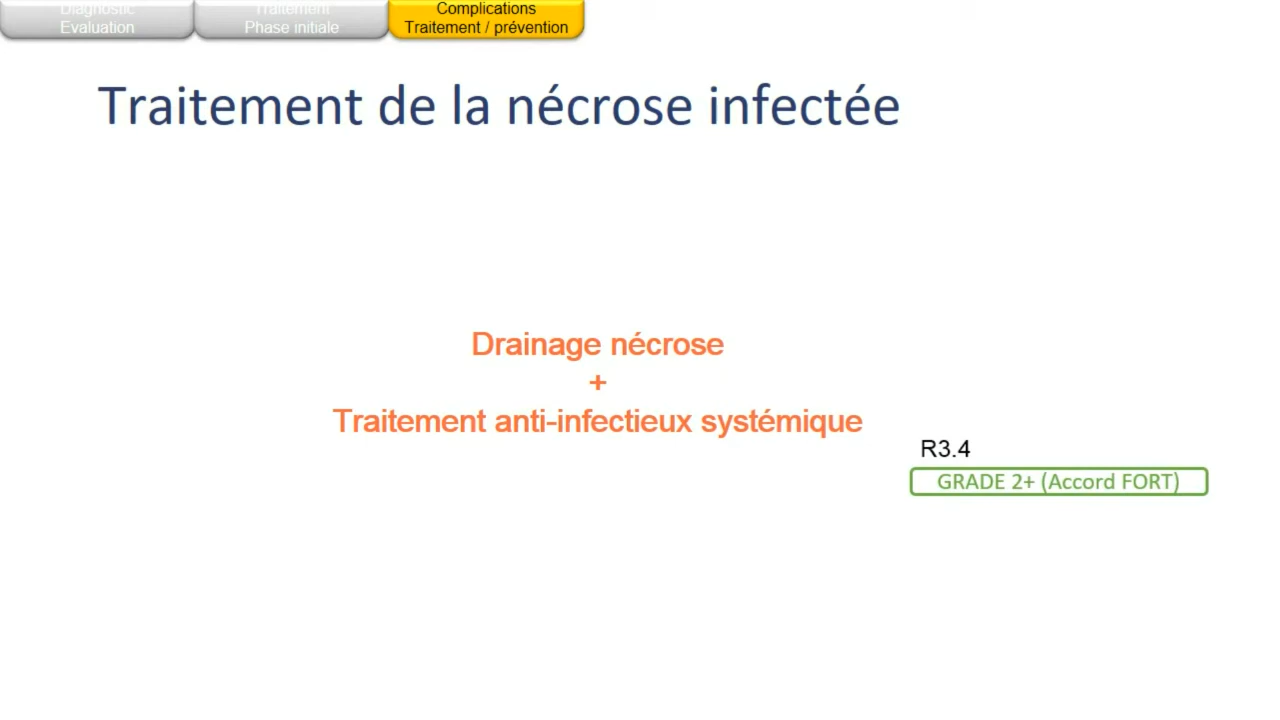 Diagnostic
Evaluation
Traitement
Phase initiale
Complications
Traitement / prévention
Traitement de la nécrose infectée
Drainage nécrose
+
Traitement anti-infectieux systémique
R3.4
GRADE 2+ (Accord FORT)